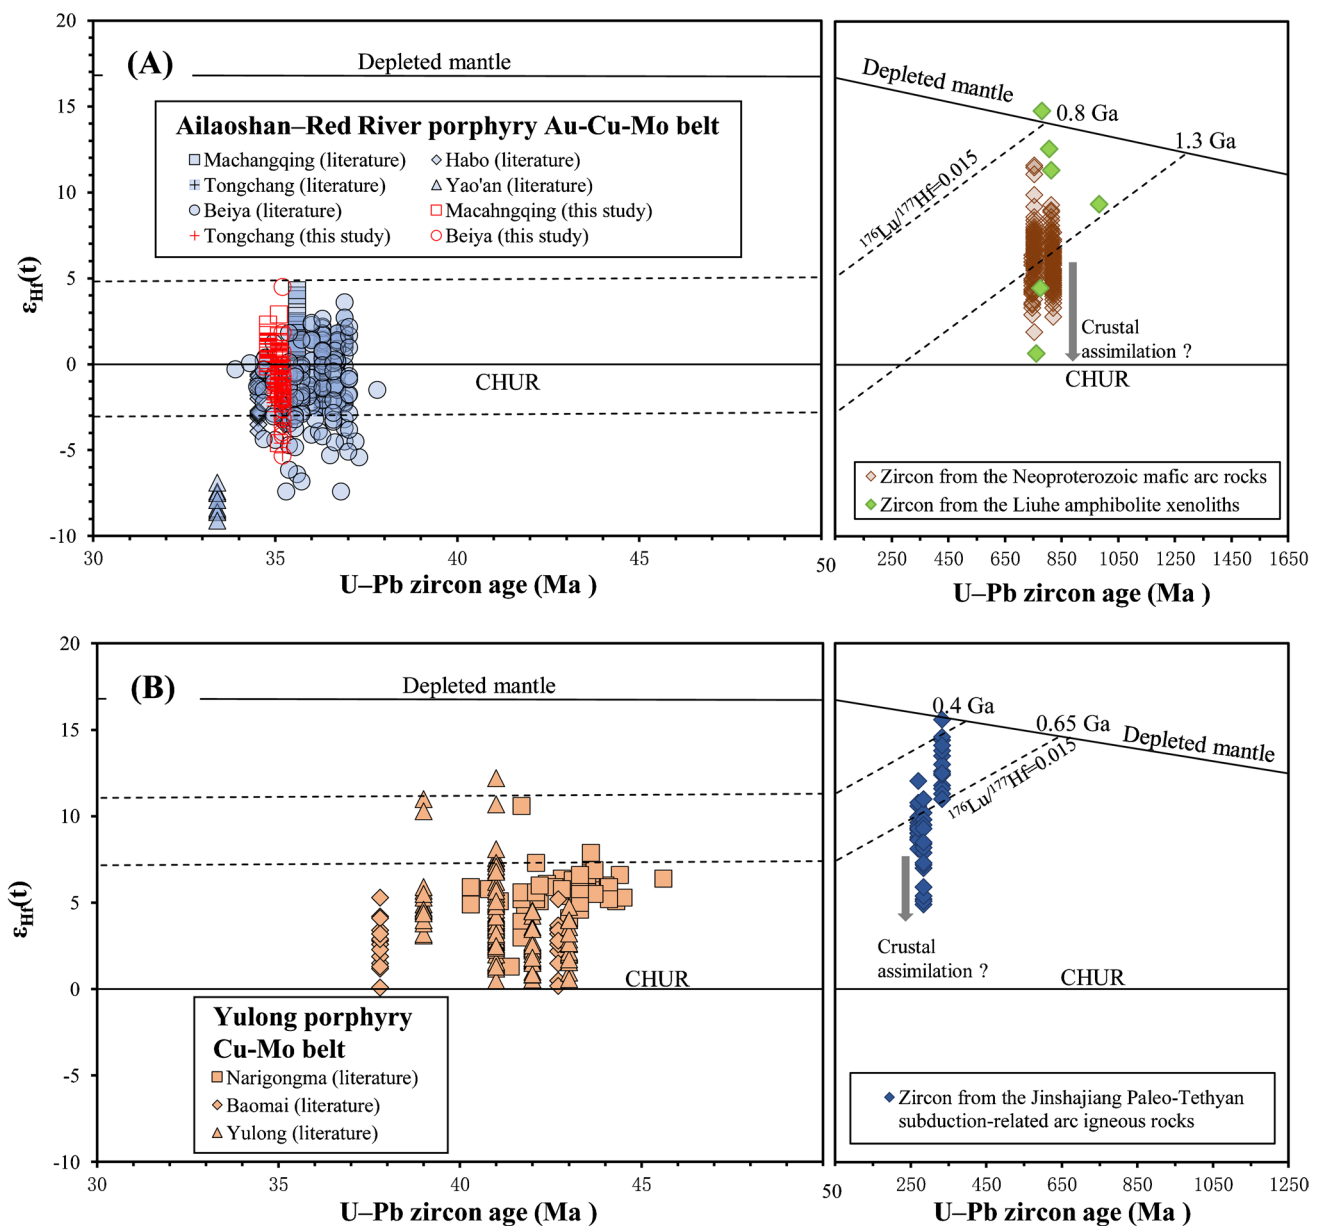 (A)
Depleted mantle
Ailaoshan–Red River porphyry Au-Cu-Mo belt
Machangqing (literature)
Habo (literature)
Tongchang (literature)
Yao'an (literature)
Beiya (literature)
Macahngqing (this study)
Tongchang (this study)
Beiya (this study)
CHUR
20
15
10
5
0
-5
-10
εHf(t)
30 35 40 45 50
U–Pb zircon age (Ma )
Depleted mantle
0.8 Ga
1.3 Ga
176Lu/177Hf=0.015
Crustal
assimilation ?
CHUR
Zircon from the Neoproterozoic mafic arc rocks
Zircon from the Liuhe amphibolite xenoliths
250 450 650 850 1050 1250 1450 1650
U–Pb zircon age (Ma )
(B)
Depleted mantle
CHUR
Yulong porphyry
Cu-Mo belt
Narigongma (literature)
Baomai (literature)
Yulong (literature)
20
15
10
5
0
-5
-10
εHf(t)
30 35 40 45 50
U–Pb zircon age (Ma )
0.4 Ga
0.65 Ga
Depleted mantle
176Lu/177Hf=0.015
Crustal
assimilation ?
CHUR
Zircon from the Jinshajiang Paleo-Tethyan
subduction-related arc igneous rocks
250 450 650 850 1050 1250
U–Pb zircon age (Ma )